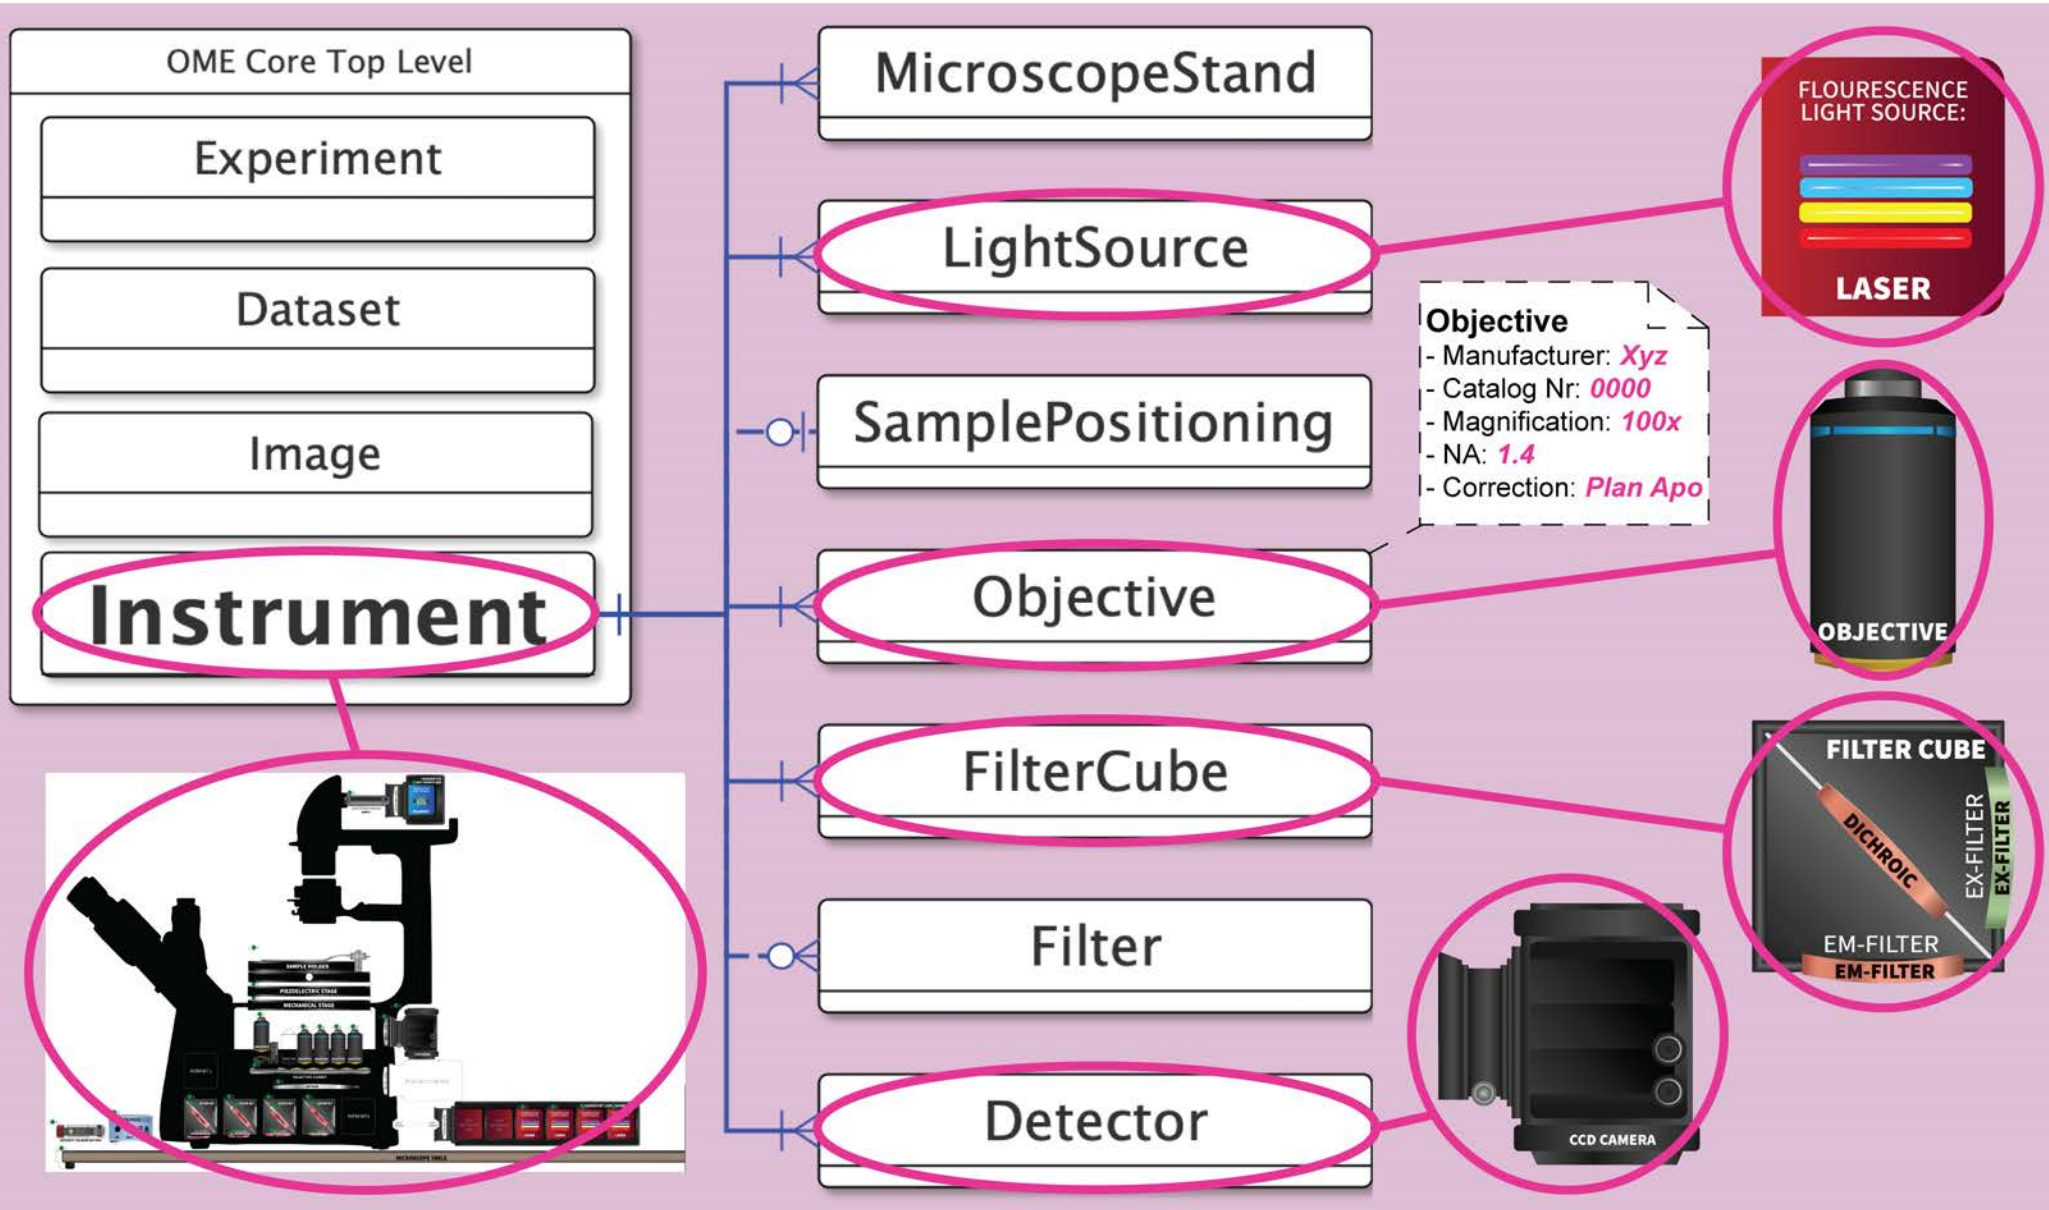 OME Core Top Level
Experiment
Dataset
Image
Instrument
MicroscopeStand
LightSource
SamplePositioning
Objective
FilterCube
Filter
Detector
Objective
- Manufacturer: Xyz
- Catalog Nr: 0000
- Magnification: 100x
- NA: 1.4
- Correction: Plan Apo
FLOURESCENCE
LIGHT SOURCE:
LASER
OBJECTIVE
FILTER CUBE
DICHROIC
EX-FILTER
EX-FILTER
EM-FILTER
EM-FILTER
CCD CAMERA
SAMPLE HOLDER
PIEZOELECTRIC STAGE
MECHANICAL STAGE
MICROSCOPE TABLE